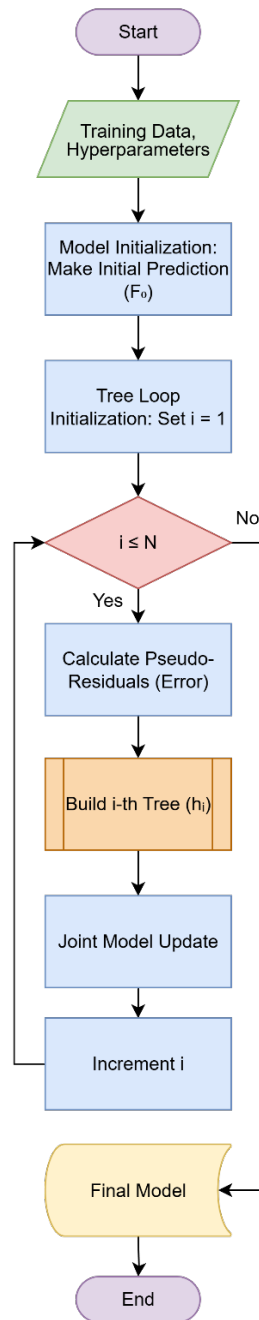 Start
Training Data,
Hyperparameters
Model Initialization:
Make Initial Prediction
(F₀)
Tree Loop
Initialization: Set i = 1
i ≤ N
No
Yes
Calculate Pseudo-
Residuals (Error)
Build i-th Tree (hᵢ)
Joint Model Update
Increment i
Final Model
End